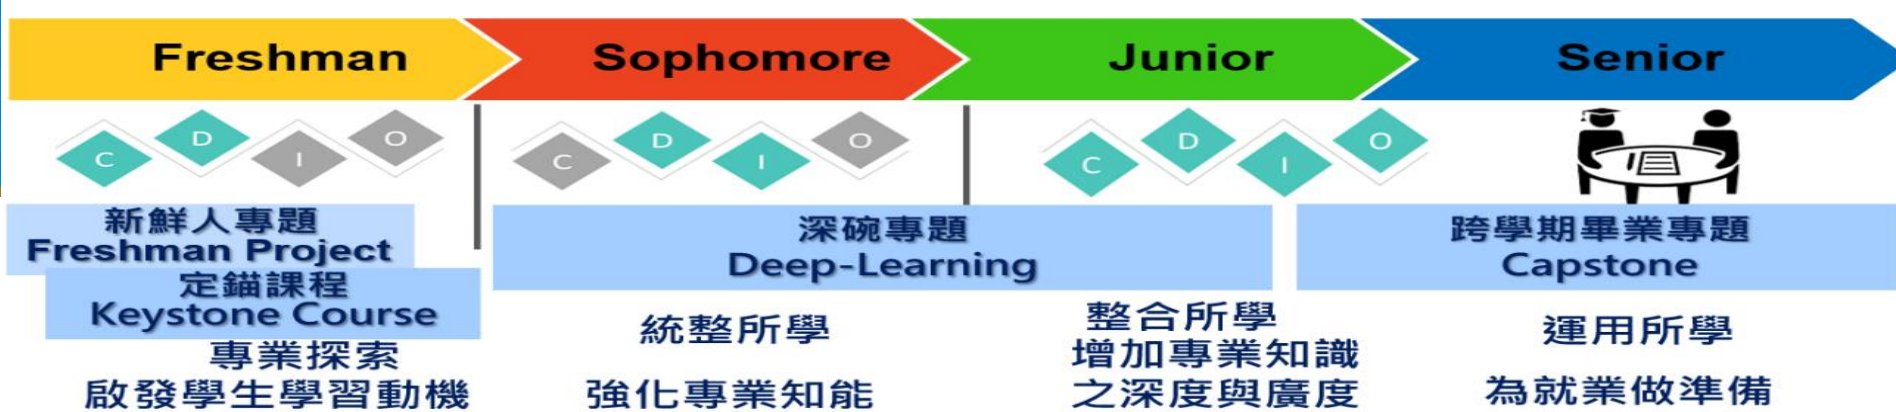 Freshman
Sophomore
Junior
Senior
C D I O
C D I O
C D I O
新鮮人專題
Freshman Project
定錨課程
Keystone Course
專業探索
啟發學生學習動機
深碗專題
Deep-Learning
統整所學
強化專業知能
整合所學
增加專業知識
之深度與廣度
跨學期畢業專題
Capstone
運用所學
為就業做準備